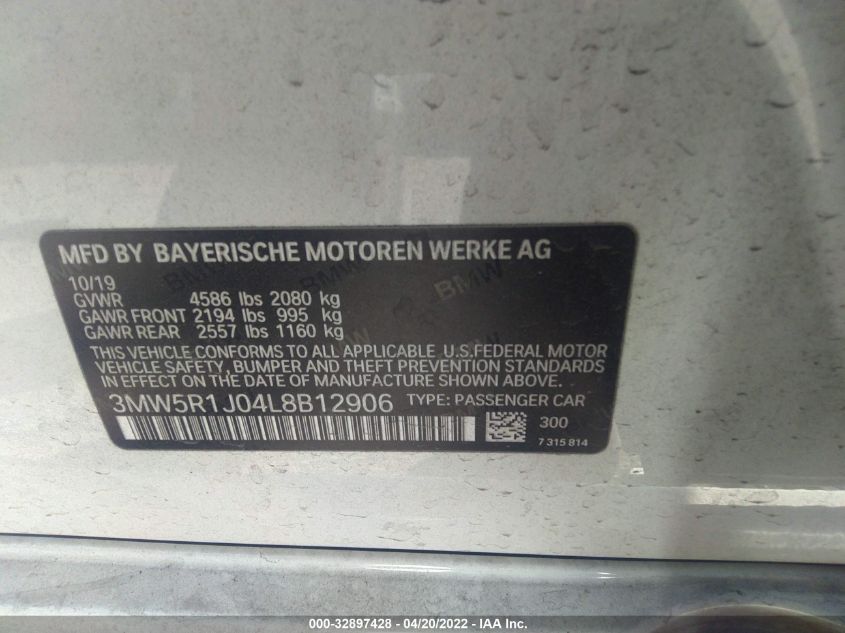 MFD BY BAYERISCHE MOTOREN WERKE AG
10/19
GVWR 4586 lbs 2080 kg
GAWR FRONT 2194 lbs 995 kg
GAWR REAR 2557 lbs 1160 kg
THIS VEHICLE CONFORMS TO ALL APPLICABLE U.S.FEDERAL MOTOR
VEHICLE SAFETY, BUMPER AND THEFT PREVENTION STANDARDS
IN EFFECT ON THE DATE OF MANUFACTURE SHOWN ABOVE.
3MW5R1J04L8B12906 TYPE: PASSENGER CAR
300
7 315 814
BMW
000-32897428 - 04/20/2022 - IAA Inc.